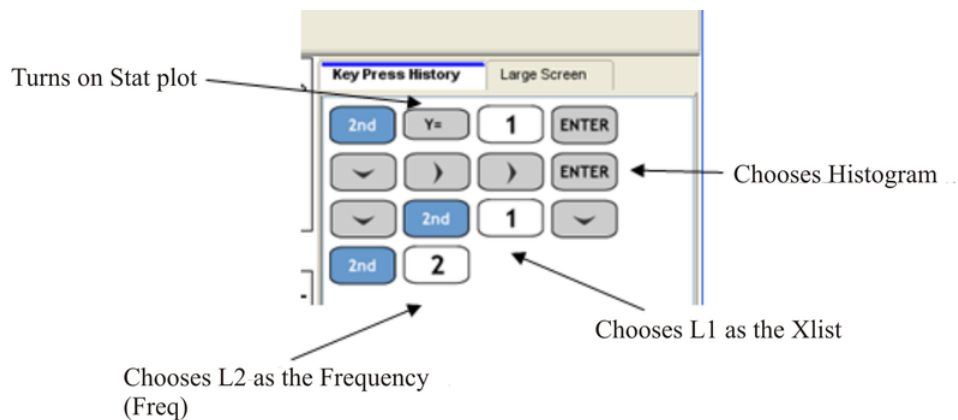 Key Press History Large Screen
Turns on Stat plot
2nd Y= 1 ENTER
ENTER
Chooses Histogram
2nd 1
2nd 2
Chooses L1 as the Xlist
Chooses L2 as the Frequency
(Freq)